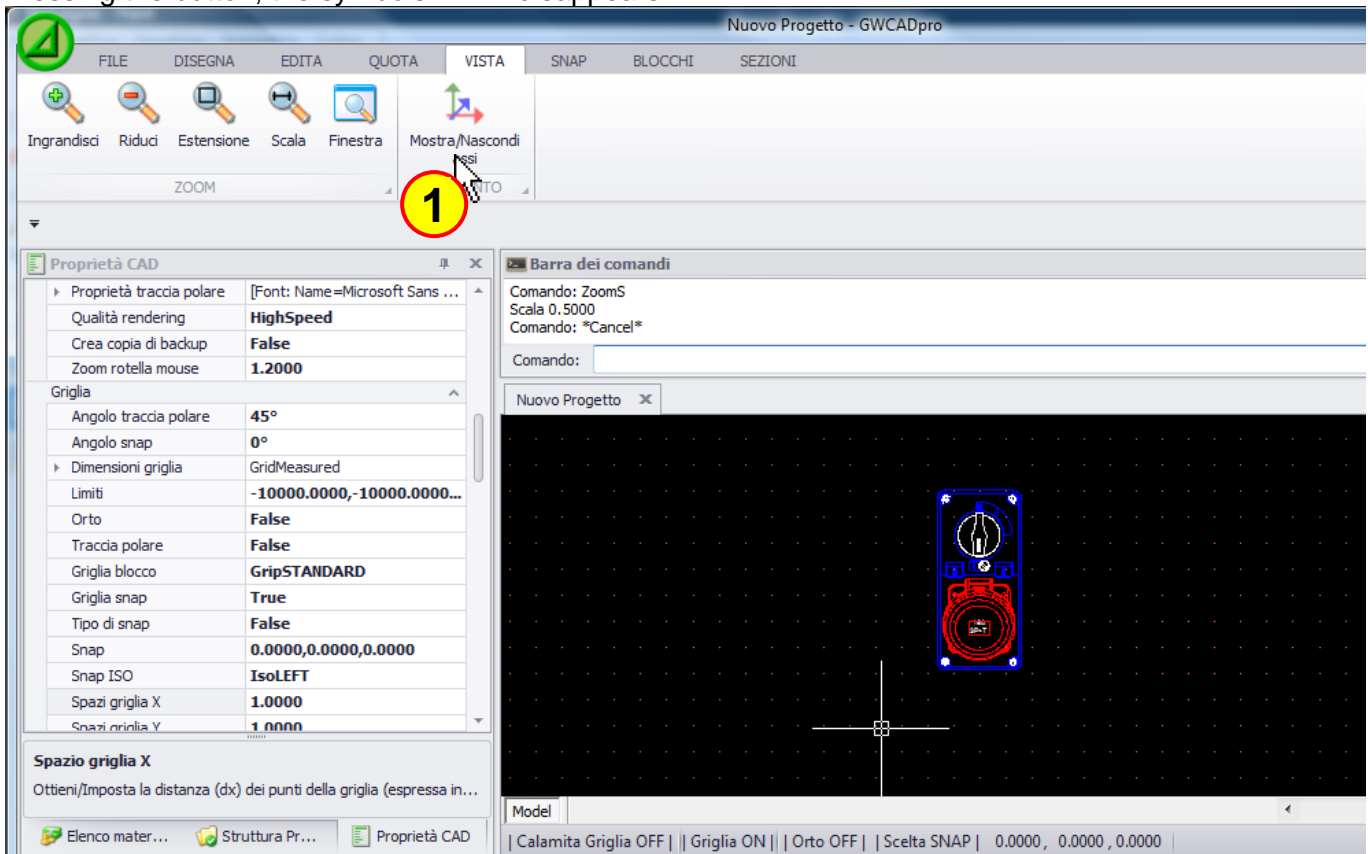 Nuovo Progetto - GWCADpro
FILE DISEGNA EDITA QUOTA VISTA SNAP BLOCCHI SEZIONI
Ingrandisci Riduci Estensione Scala Finestra Mostra/Nascondi
assi
ZOOM
1
Proprietà CAD
Proprietà traccia polare [Font: Name=Microsoft Sans ...
Qualità rendering HighSpeed
Crea copia di backup False
Zoom rotella mouse 1.2000
Griglia
Angolo traccia polare 45°
Angolo snap 0°
Dimensioni griglia GridMeasured
Limiti -10000.0000,-10000.0000...
Orto False
Traccia polare False
Griglia blocco GripSTANDARD
Griglia snap True
Tipo di snap False
Snap 0.0000,0.0000,0.0000
Snap ISO IsoLEFT
Spazi griglia X 1.0000
Spazi griglia Y 1.0000
Spazio griglia X
Ottieni/Imposta la distanza (dx) dei punti della griglia (espressa in...
Elenco mater... Struttura Pr... Proprietà CAD
Barra dei comandi
Comando: ZoomS
Scala 0.5000
Comando: *Cancel*
Comando:
Nuovo Progetto
Model
| Calamita Griglia OFF | | Griglia ON | | Orto OFF | | Scelta SNAP | 0.0000 , 0.0000 , 0.0000